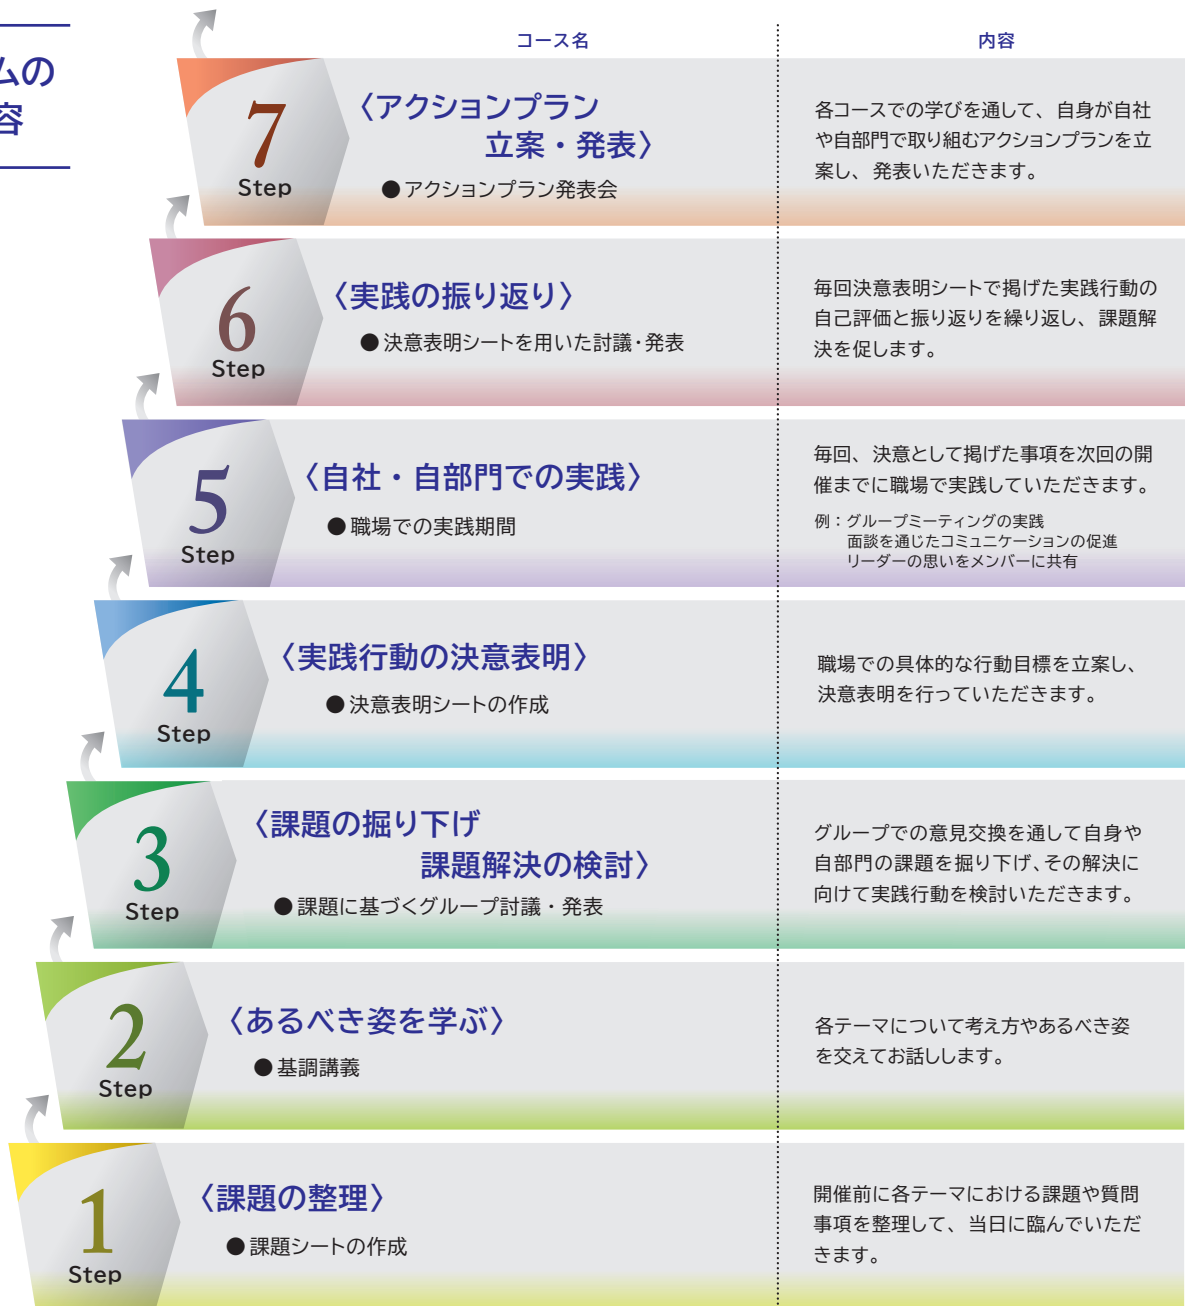 ムの
容
コース名
内容
7
Step
〈アクションプラン
立案・発表〉
●アクションプラン発表会
各コースでの学びを通して、自身が自社
や自部門で取り組むアクションプランを立
案し、発表いただきます。
6
Step
〈実践の振り返り〉
●決意表明シートを用いた討議・発表
毎回決意表明シートで掲げた実践行動の
自己評価と振り返りを繰り返し、課題解
決を促します。
5
Step
〈自社・自部門での実践〉
●職場での実践期間
毎回、決意として掲げた事項を次回の開
催までに職場で実践していただきます。
例：グループミーティングの実践
面談を通じたコミュニケーションの促進
リーダーの思いをメンバーに共有
4
Step
〈実践行動の決意表明〉
●決意表明シートの作成
職場での具体的な行動目標を立案し、
決意表明を行っていただきます。
3
Step
〈課題の掘り下げ
課題解決の検討〉
●課題に基づくグループ討議・発表
グループでの意見交換を通して自身や
自部門の課題を掘り下げ、その解決に
向けて実践行動を検討いただきます。
2
Step
〈あるべき姿を学ぶ〉
●基調講義
各テーマについて考え方やあるべき姿
を交えてお話しします。
1
Step
〈課題の整理〉
●課題シートの作成
開催前に各テーマにおける課題や質問
事項を整理して、当日に臨んでいただ
きます。